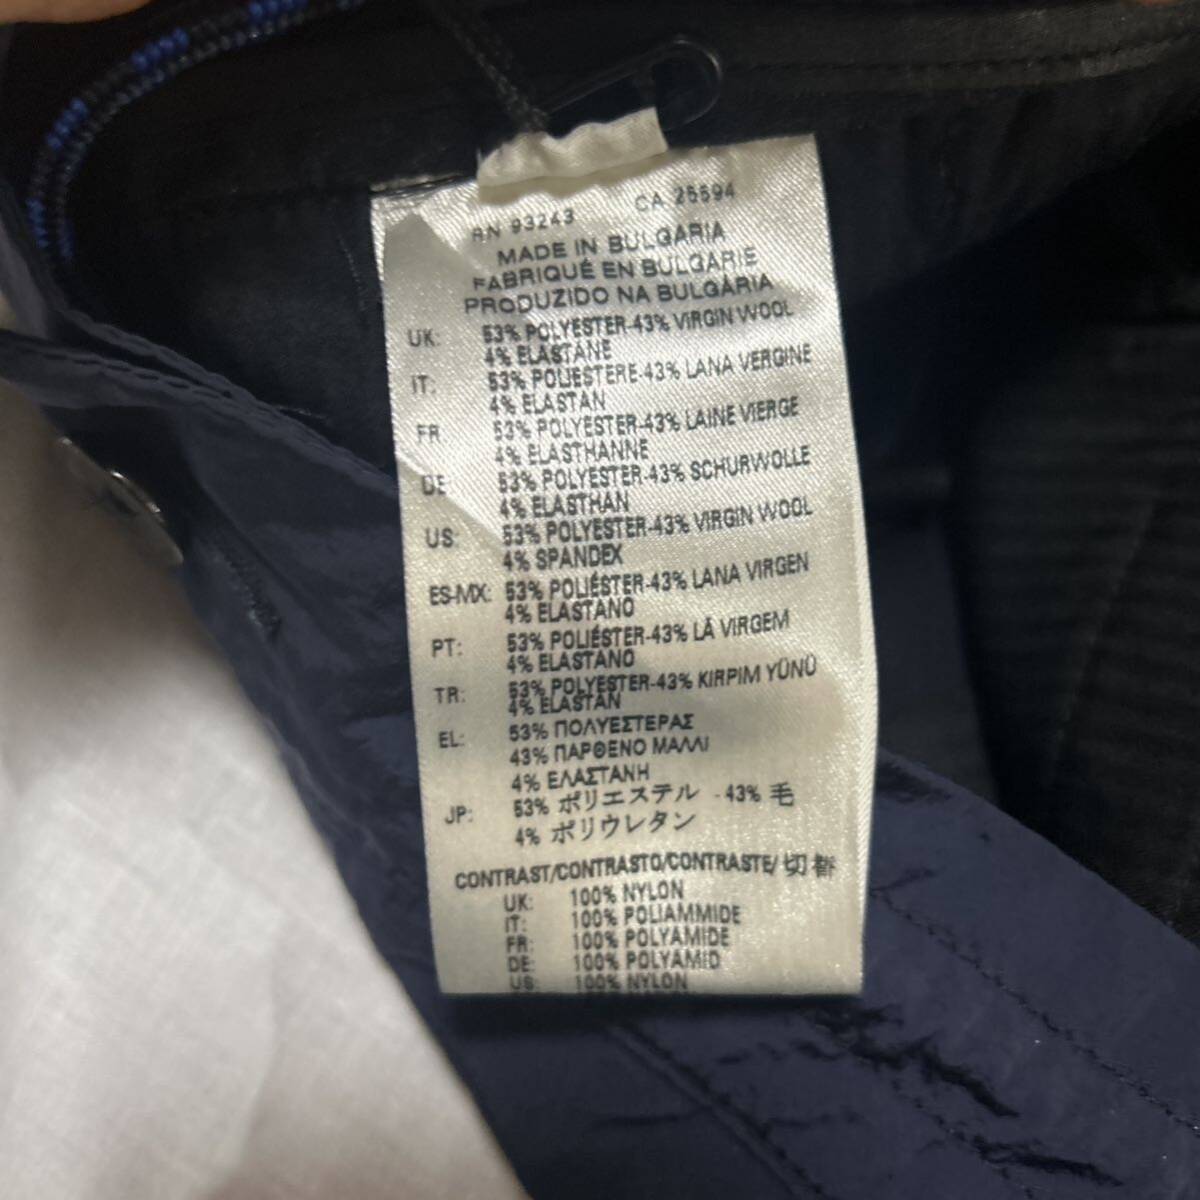 RN 93243 CA 25594
MADE IN BULGARIA
FABRIQUÉ EN BULGARIE
PRODUZIDO NA BULGÁRIA
UK: 53% POLYESTER-43% VIRGIN WOOL
4% ELASTANE
IT: 53% POLIESTERE-43% LANA VERGINE
4% ELASTAN
FR 53% POLYESTER-43% LAINE VIERGE
4% ELASTHANNE
DE 53% POLYESTER-43% SCHURWOLLE
4% ELASTHAN
US: 53% POLYESTER-43% VIRGIN WOOL
4% SPANDEX
ES-MX: 53% POLIÉSTER-43% LANA VIRGEN
4% ELASTANO
PT: 53% POLIÉSTER-43% LÃ VIRGEM
4% ELASTANO
TR: 53% POLYESTER-43% KIRPIM YÜNÜ
4% ELASTAN
EL: 53% ΠΟΛΥΕΣΤΕΡΑΣ
43% ΠΑΡΘΕΝΟ ΜΑΛΛΙ
4% ΕΛΑΣΤΑΝΗ
JP: 53% ポリエステル -43% 毛
4% ポリウレタン
CONTRAST/CONTRASTO/CONTRASTE/切替
UK: 100% NYLON
IT: 100% POLIAMMIDE
FR: 100% POLYAMIDE
DE: 100% POLYAMID
US: 100% NYLON